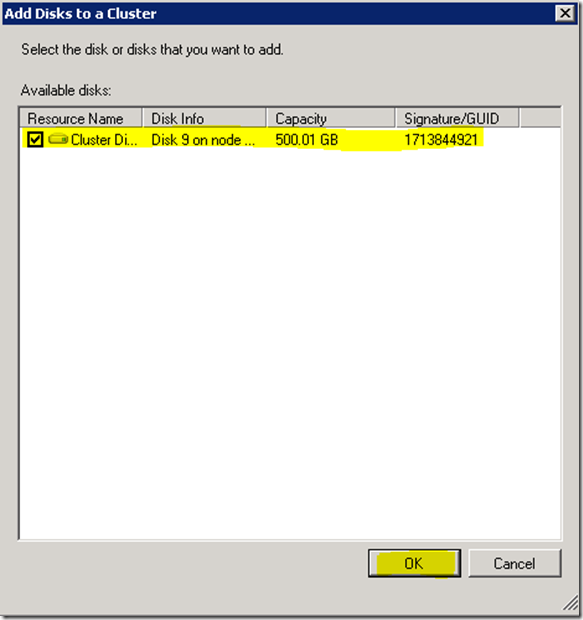 Add Disks to a Cluster
Select the disk or disks that you want to add.
Available disks:
Resource Name Disk Info Capacity Signature/GUID
Cluster Di... Disk 9 on node ... 500.01 GB 1713844921
OK Cancel